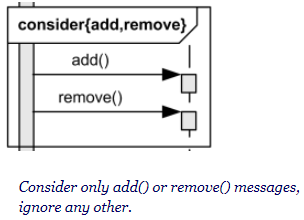 consider{add,remove}
add()
remove()
Consider only add() or remove() messages,
ignore any other.